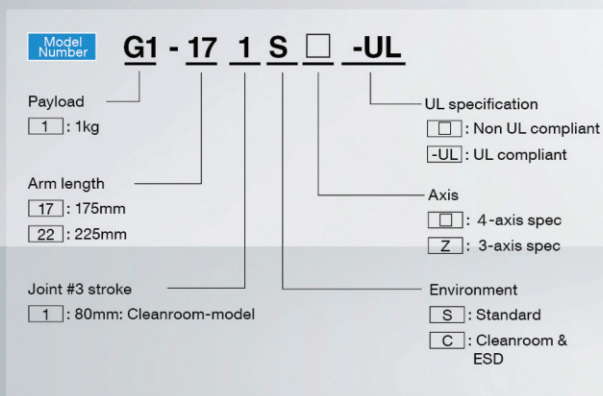 Model
Number
G1 - 17 1 S □ -UL
Payload
1 : 1kg
Arm length
17 : 175mm
22 : 225mm
Joint #3 stroke
1 : 80mm: Cleanroom-model
UL specification
□ : Non UL compliant
-UL : UL compliant
Axis
□ : 4-axis spec
Z : 3-axis spec
Environment
S : Standard
C : Cleanroom &
ESD